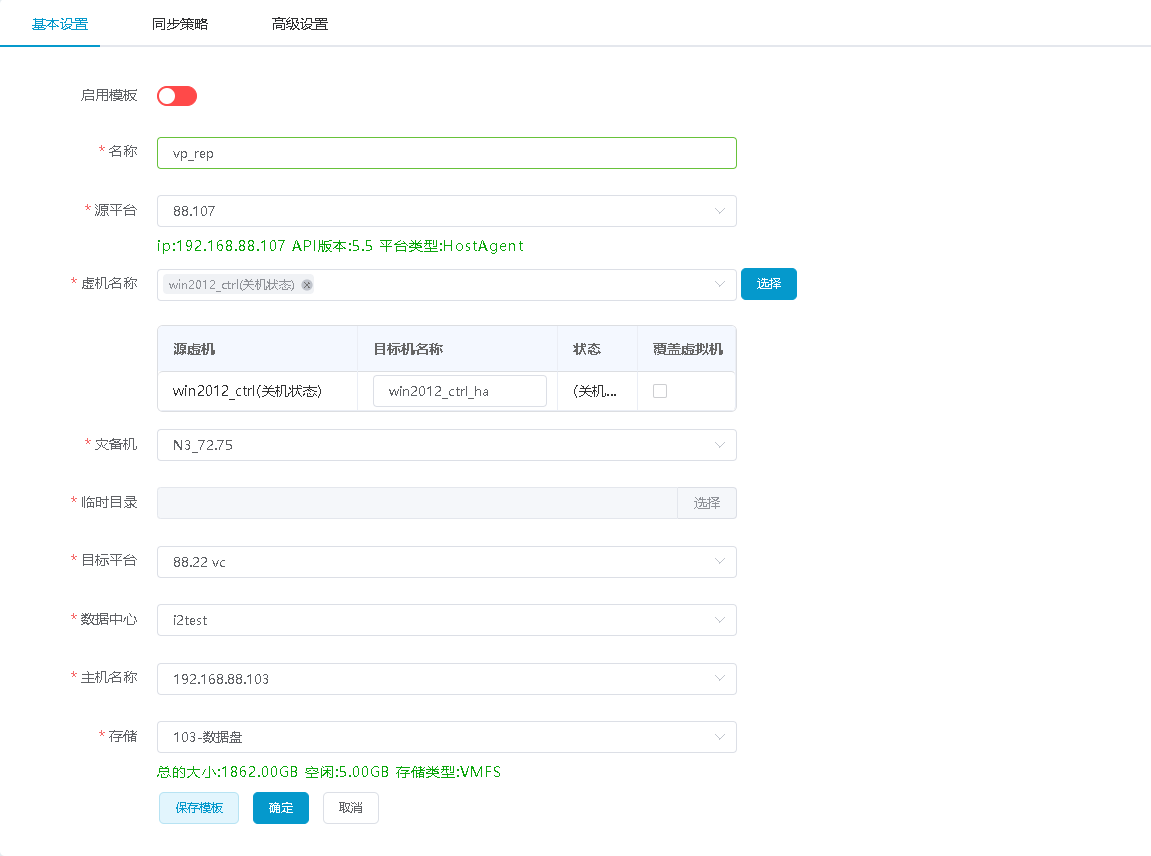 基本设置 同步策略 高级设置
启用模板
* 名称 vp_rep
* 源平台 88.107
ip:192.168.88.107 API版本:5.5 平台类型:HostAgent
* 虚机名称 win2012_ctrl(关机状态) 选择
源虚机 目标机名称 状态 覆盖虚拟机
win2012_ctrl(关机状态) win2012_ctrl_ha (关机...
* 灾备机 N3_72.75
* 临时目录 选择
* 目标平台 88.22 vc
* 数据中心 i2test
* 主机名称 192.168.88.103
* 存储 103-数据盘
总的大小:1862.00GB 空闲:5.00GB 存储类型:VMFS
保存模板 确定 取消